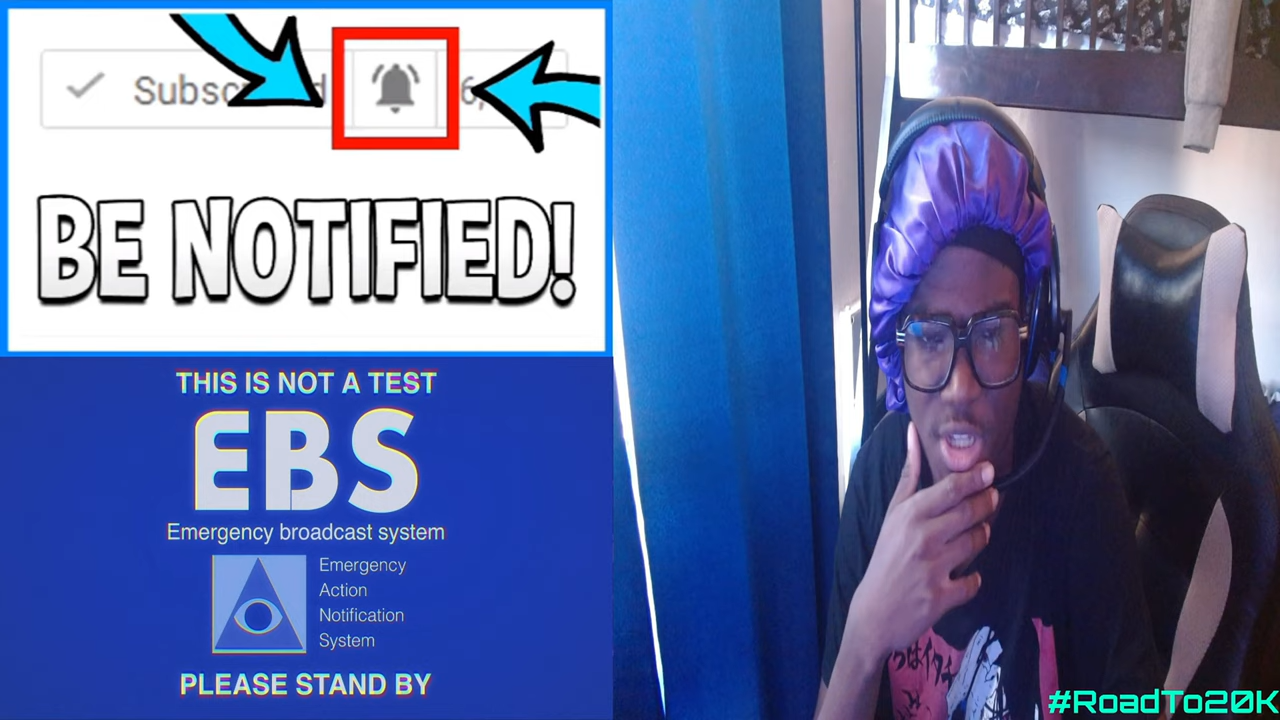 Subsc
BE NOTIFIED!
THIS IS NOT A TEST
EBS
Emergency broadcast system
Emergency
Action
Notification
System
PLEASE STAND BY
#RoadTo20K